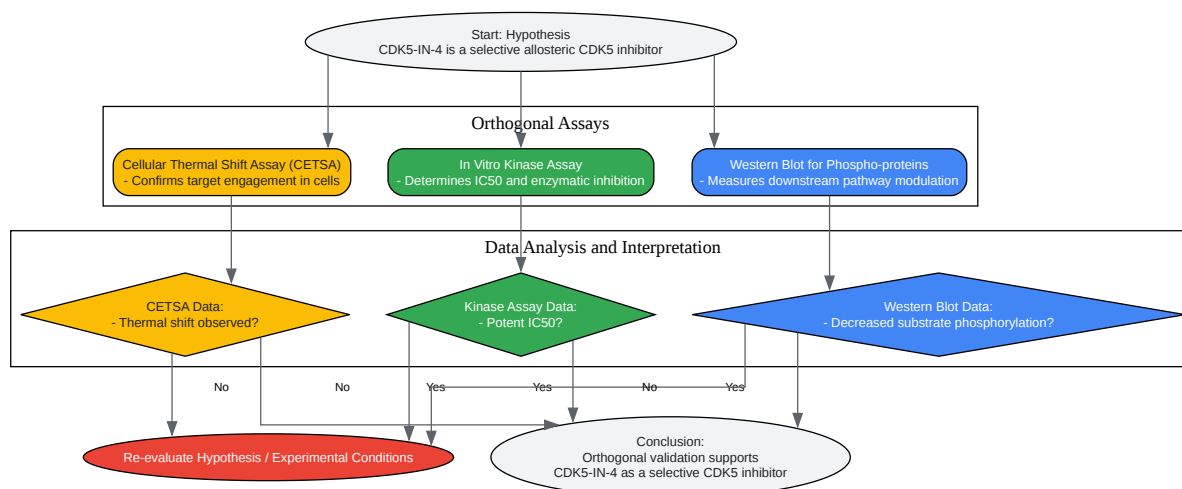 Start: Hypothesis
CDK5-IN-4 is a selective allosteric CDK5 inhibitor
Orthogonal Assays
Cellular Thermal Shift Assay (CETSA)
- Confirms target engagement in cells
In Vitro Kinase Assay
- Determines IC50 and enzymatic inhibition
Western Blot for Phospho-proteins
- Measures downstream pathway modulation
Data Analysis and Interpretation
CETSA Data:
- Thermal shift observed?
Kinase Assay Data:
- Potent IC50?
Western Blot Data:
- Decreased substrate phosphorylation?
No
No
Yes
Yes
No
Yes
Re-evaluate Hypothesis / Experimental Conditions
Conclusion:
Orthogonal validation supports
CDK5-IN-4 as a selective CDK5 inhibitor